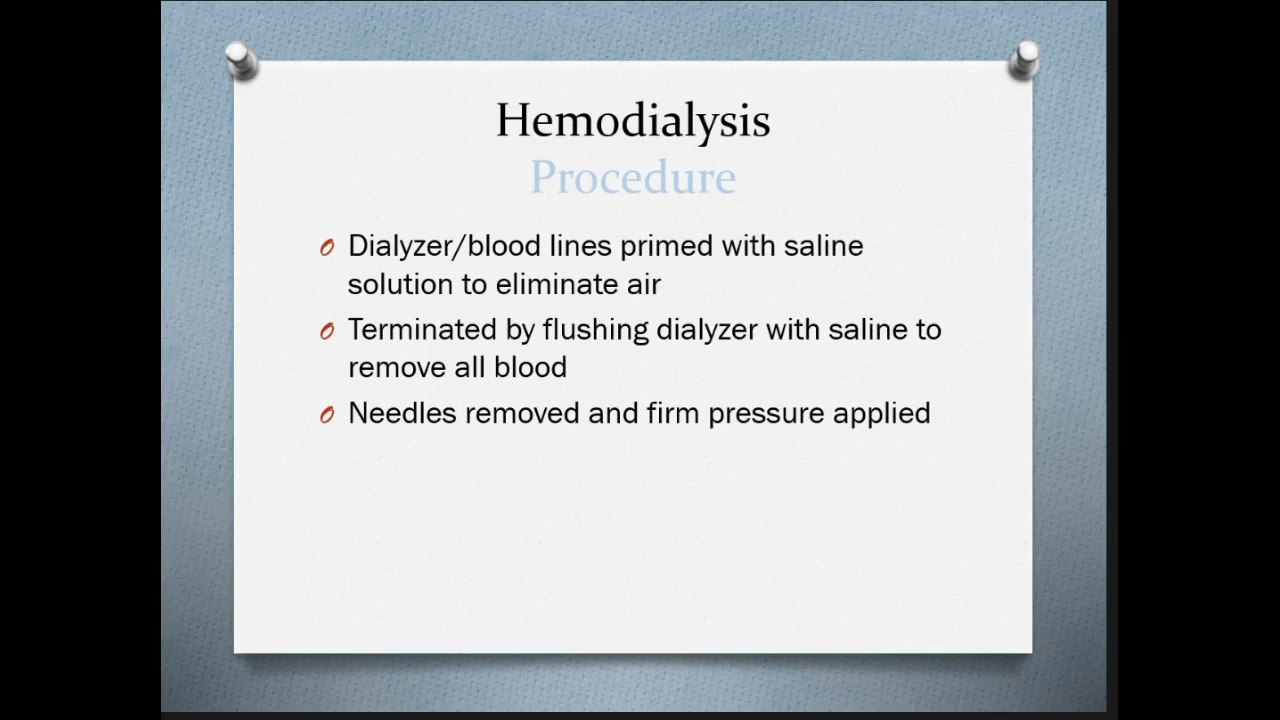 Hemodialysis
Procedure
Dialyzer/blood lines primed with saline
solution to eliminate air
Terminated by flushing dialyzer with saline to
remove all blood
Needles removed and firm pressure applied